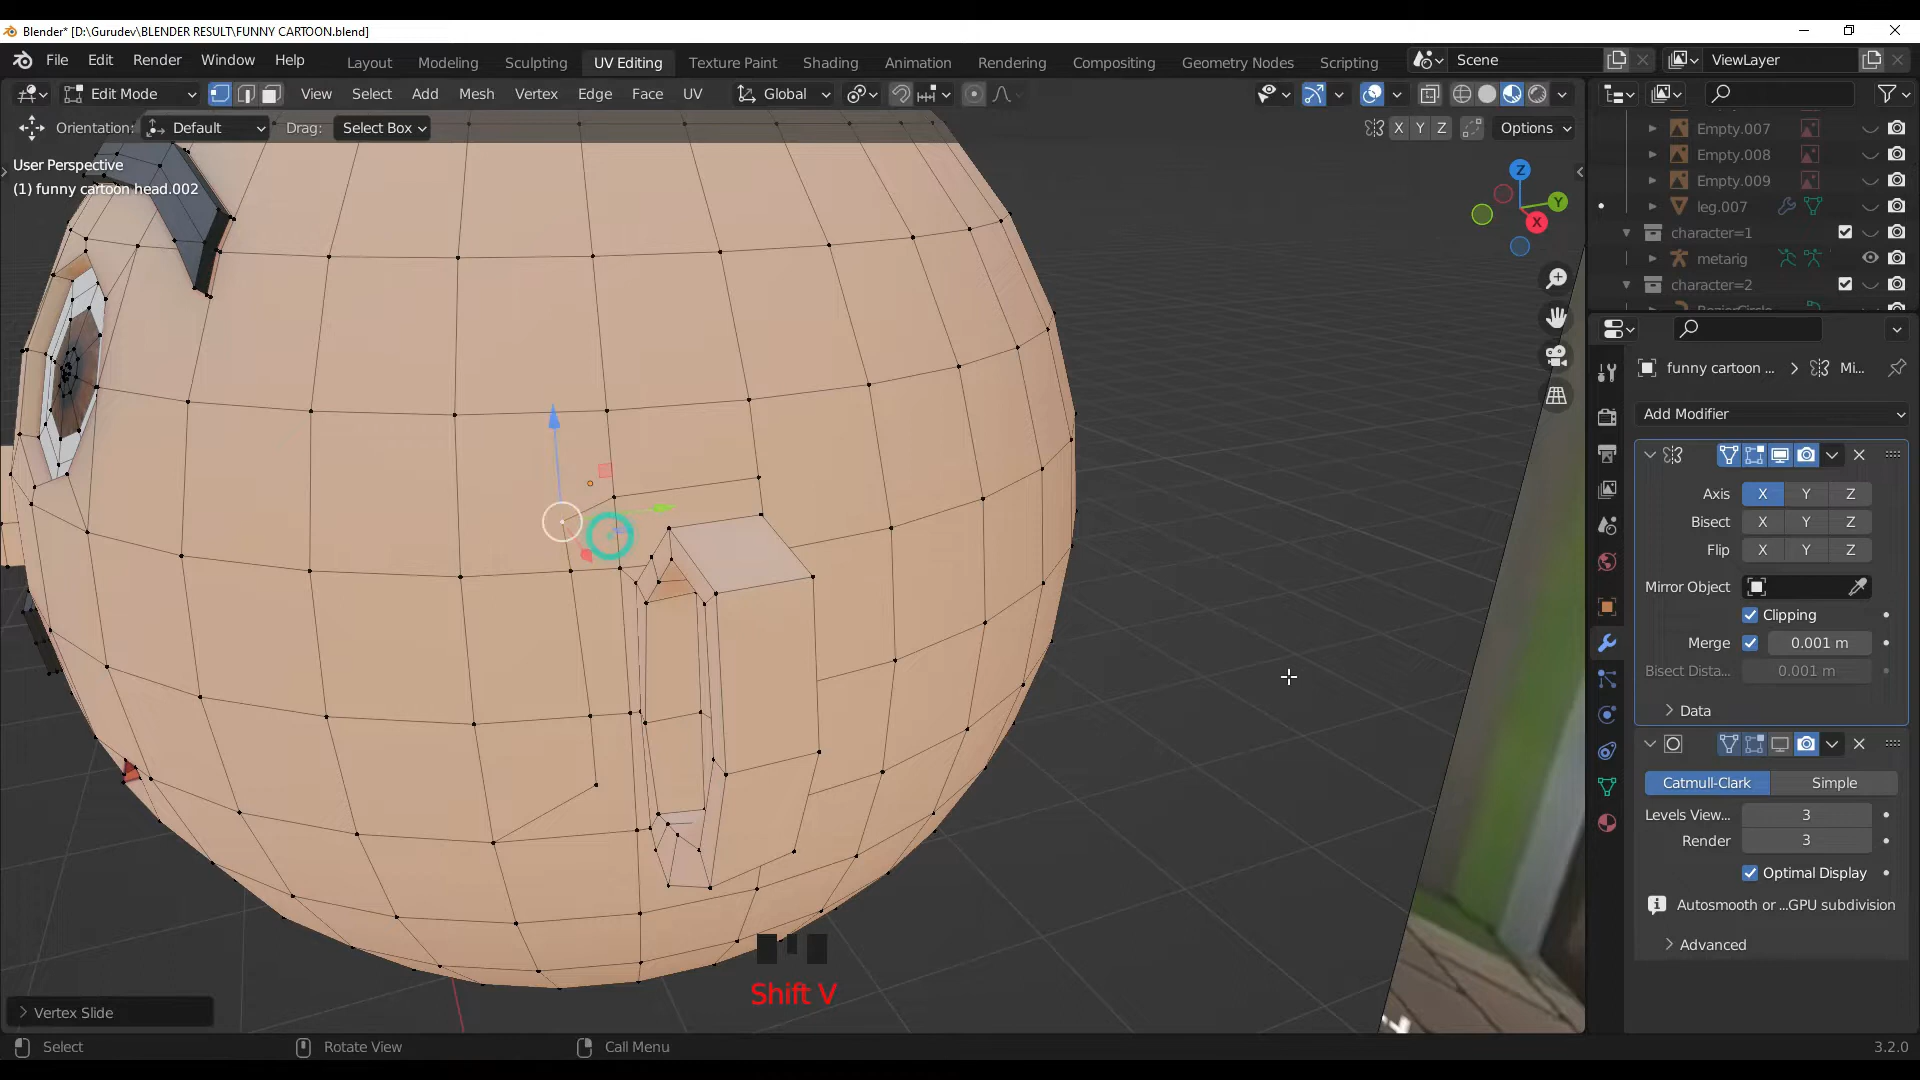 Blender* [D:\Gurudev\BLENDER RESULT\FUNNY CARTOON.blend]
File Edit Render Window Help Layout Modeling Sculpting UV Editing Texture Paint Shading Animation Rendering Compositing Geometry Nodes Scripting Scene ViewLayer
Edit Mode View Select Add Mesh Vertex Edge Face UV Global
Orientation: Default Drag: Select Box X Y Z Options
User Perspective
(1) funny cartoon head.002
Z
Y
X
Empty.007
Empty.008
Empty.009
leg.007
character=1
metarig
character=2
funny cartoon ... Mi...
Add Modifier
Axis X Y Z
Bisect X Y Z
Flip X Y Z
Mirror Object
Clipping
Merge 0.001 m
Bisect Dista... 0.001 m
Data
Catmull-Clark Simple
Levels View... 3
Render 3
Optimal Display
Autosmooth or ...GPU subdivision
Advanced
Shift V
Vertex Slide
Select Rotate View Call Menu 3.2.0